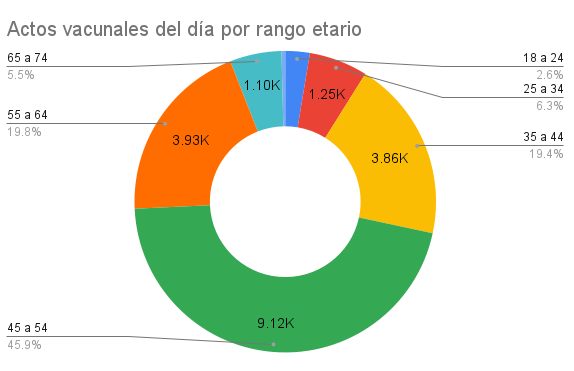 Actos vacunales del día por rango etario
65 a 74
5.5%
18 a 24
2.6%
25 a 34
6.3%
1.10K
1.25K
55 a 64
19.8%
3.93K
35 a 44
19.4%
3.86K
9.12K
45 a 54
45.9%